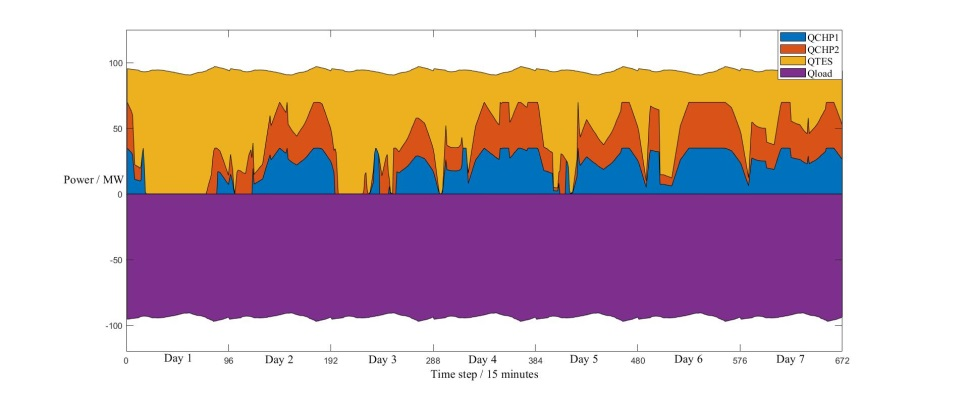 QCHP1
QCHP2
QTES
Qload
100
50
Power / MW
0
-50
-100
0 Day 1 96 Day 2 192 Day 3 288 Day 4 384 Day 5 480 Day 6 576 Day 7 672
Time step / 15 minutes